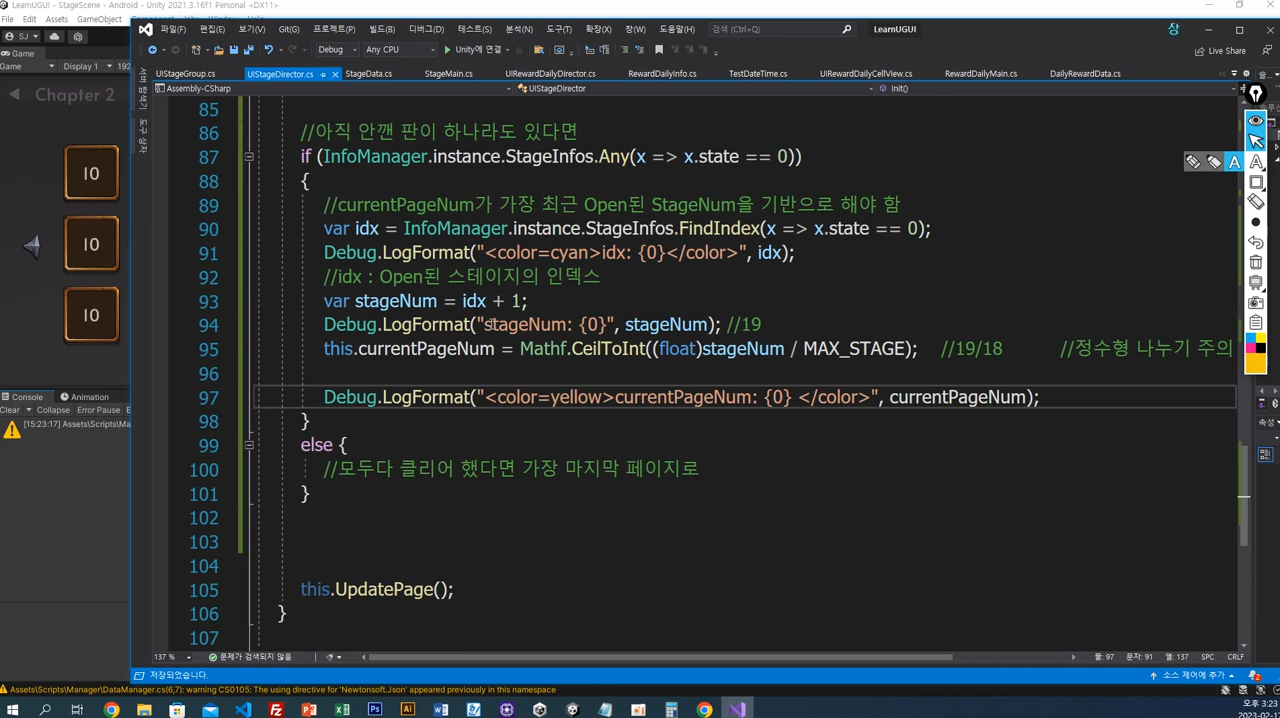 LearnUGUI - StageScene - Android - Unity 2021.3.16f1 Personal <DX11>
File Edit Assets GameObject
파일(F) 편집(E) 보기(V) Git(G) 프로젝트(P) 빌드(B) 디버그(D) 테스트(S) 분석(N) 도구(T) 확장(X) 창(W) 도움말(H) 검색 (Ctrl+Q) LearnUGUI
SJ
Debug Any CPU Unity에 연결 Live Share
Game
Game Display 1 192
UIStageGroup.cs UIStageDirector.cs StageData.cs StageMain.cs UIRewardDailyDirector.cs RewardDailyInfo.cs TestDateTime.cs UIRewardDailyCellView.cs RewardDailyMain.cs DailyRewardData.cs
Assembly-CSharp UIStageDirector Init()
Chapter 2
10
10
10
85
86 //아직 안깬 판이 하나라도 있다면
87 if (InfoManager.instance.StageInfos.Any(x => x.state == 0))
88 {
89 //currentPageNum가 가장 최근 Open된 StageNum을 기반으로 해야 함
90 var idx = InfoManager.instance.StageInfos.FindIndex(x => x.state == 0);
91 Debug.LogFormat("<color=cyan>idx: {0}</color>", idx);
92 //idx : Open된 스테이지의 인덱스
93 var stageNum = idx + 1;
94 Debug.LogFormat("stageNum: {0}", stageNum); //19
95 this.currentPageNum = Mathf.CeilToInt((float)stageNum / MAX_STAGE); //19/18 //정수형 나누기 주의
96
97 Debug.LogFormat("<color=yellow>currentPageNum: {0} </color>", currentPageNum);
98 }
99 else {
100 //모두다 클리어 했다면 가장 마지막 페이지로
101 }
102
103
104
105 this.UpdatePage();
106 }
107
Console Animation
Clear Collapse Error Pause
[15:23:17] Assets/Scripts/Ma
137 % 문제가 검색되지 않음 줄: 97 문자: 91 열: 137 SPC CRLF
저장되었습니다. 소스 제어에 추가
Assets\Scripts\Manager\DataManager.cs(6,7): warning CS0105: The using directive for 'Newtonsoft.Json' appeared previously in this namespace
오후 3:23